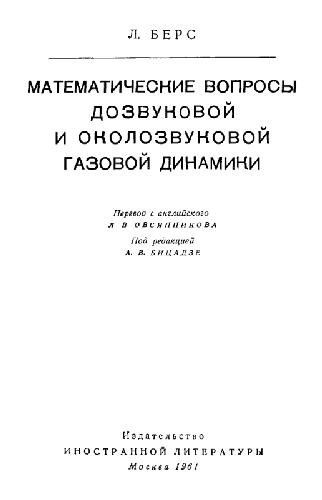 Л. БЕРС
МАТЕМАТИЧЕСКИЕ ВОПРОСЫ
ДОЗВУКОВОЙ
И ОКОЛОЗВУКОВОЙ
ГАЗОВОЙ ДИНАМИКИ
Перевод с английского
Л В ОВСЯННИКОВА
Под редакцией
А. В. БИЦАДЗЕ
Издательство
ИНОСТРАННОЙ ЛИТЕРАТУРЫ
Москва 1961